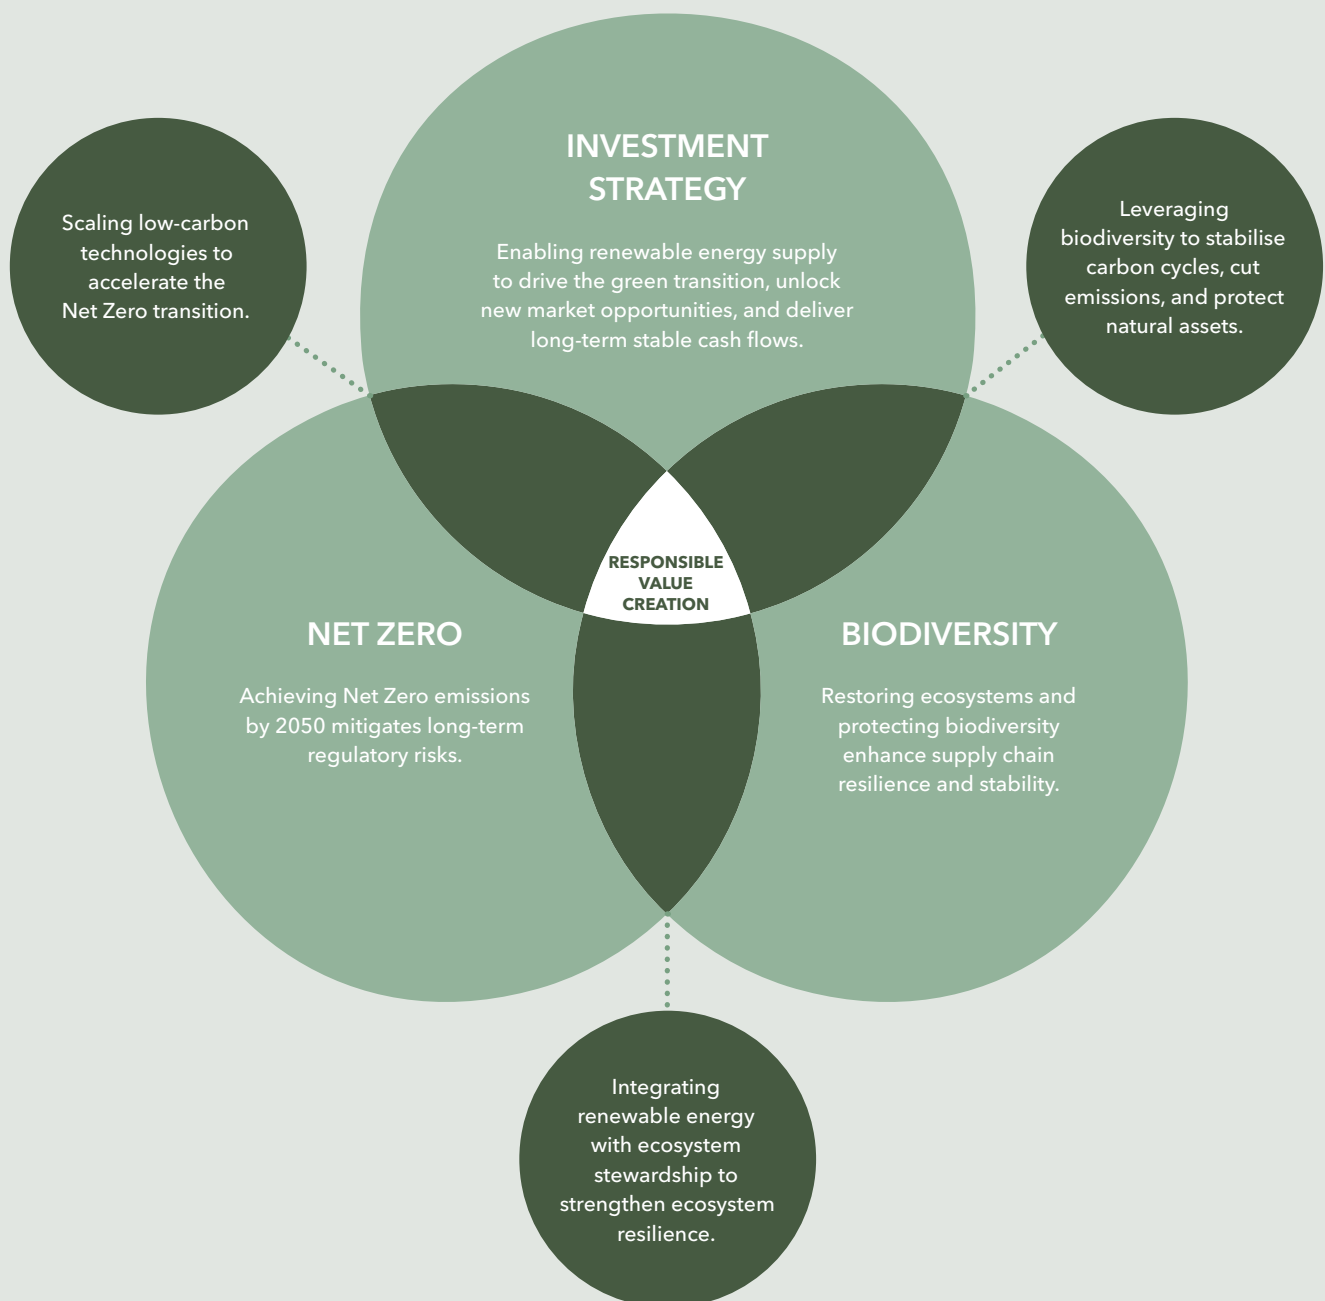 INVESTMENT
STRATEGY
Enabling renewable energy supply
to drive the green transition, unlock
new market opportunities, and deliver
long-term stable cash flows.
Scaling low-carbon
technologies to
accelerate the
Net Zero transition.
Leveraging
biodiversity to stabilise
carbon cycles, cut
emissions, and protect
natural assets.
RESPONSIBLE
VALUE
CREATION
NET ZERO
Achieving Net Zero emissions
by 2050 mitigates long-term
regulatory risks.
BIODIVERSITY
Restoring ecosystems and
protecting biodiversity
enhance supply chain
resilience and stability.
Integrating
renewable energy
with ecosystem
stewardship to
strengthen ecosystem
resilience.